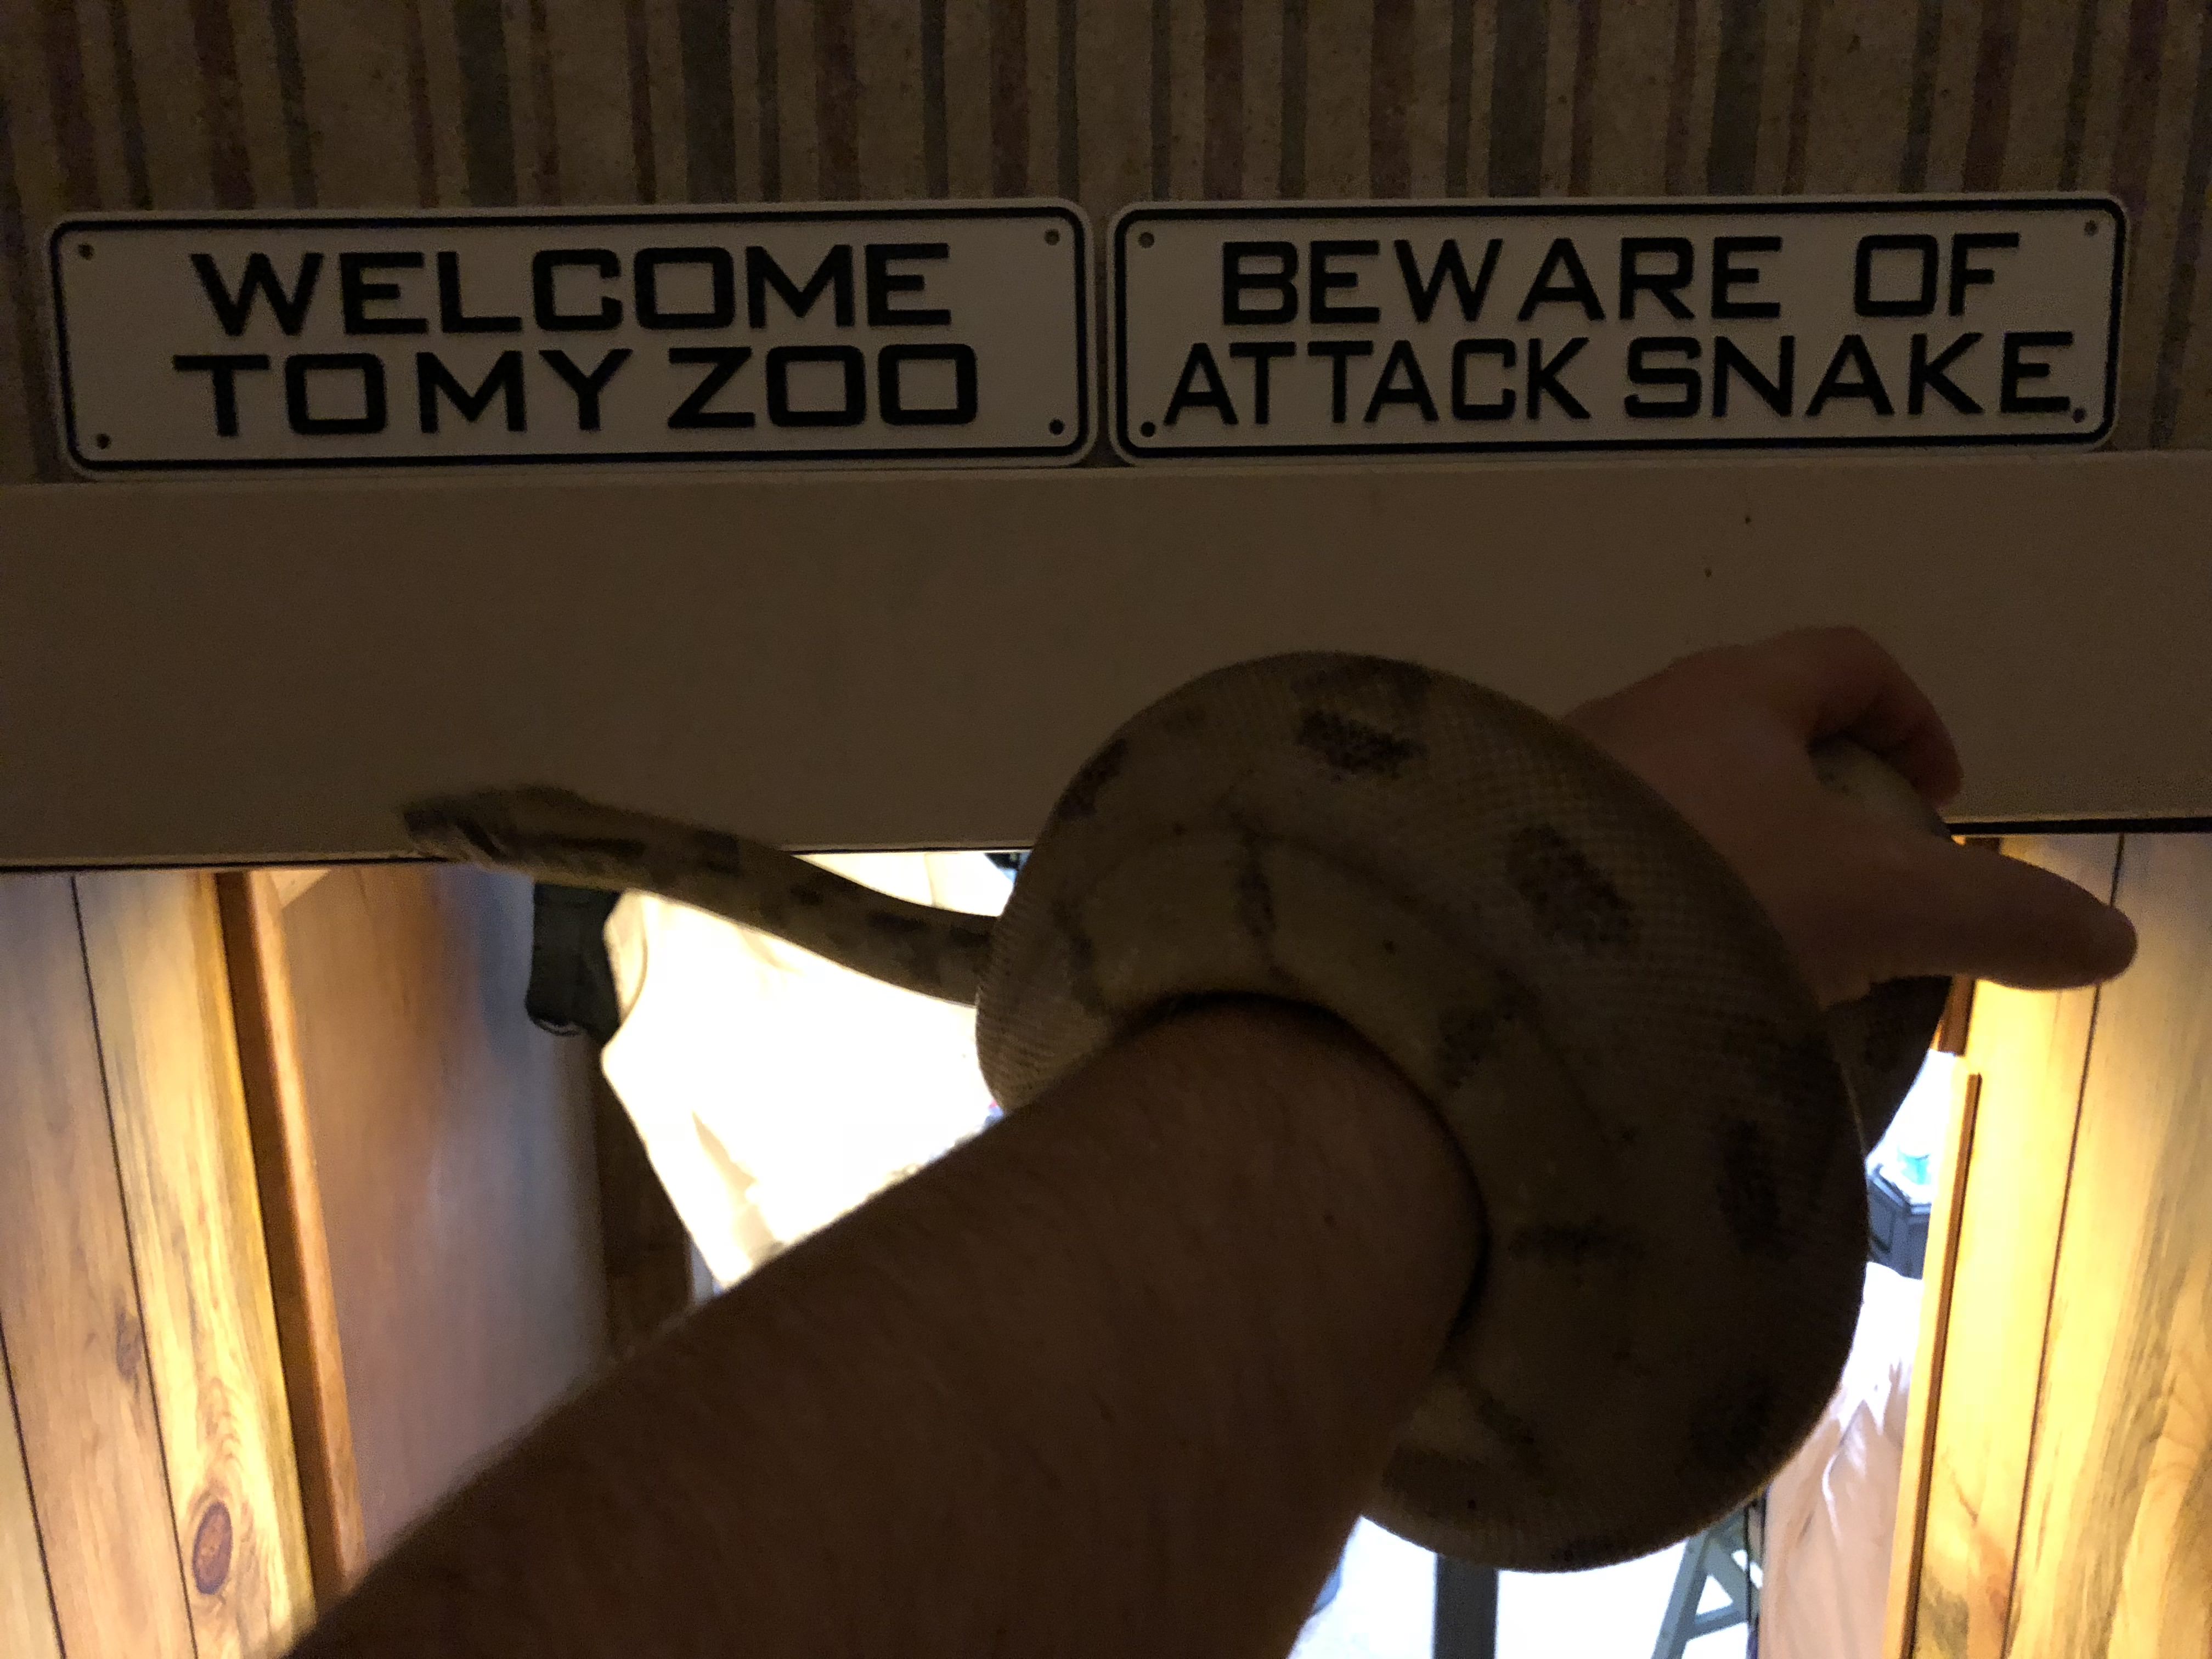 WELCOME
TO MY ZOO
BEWARE OF
ATTACK SNAKE